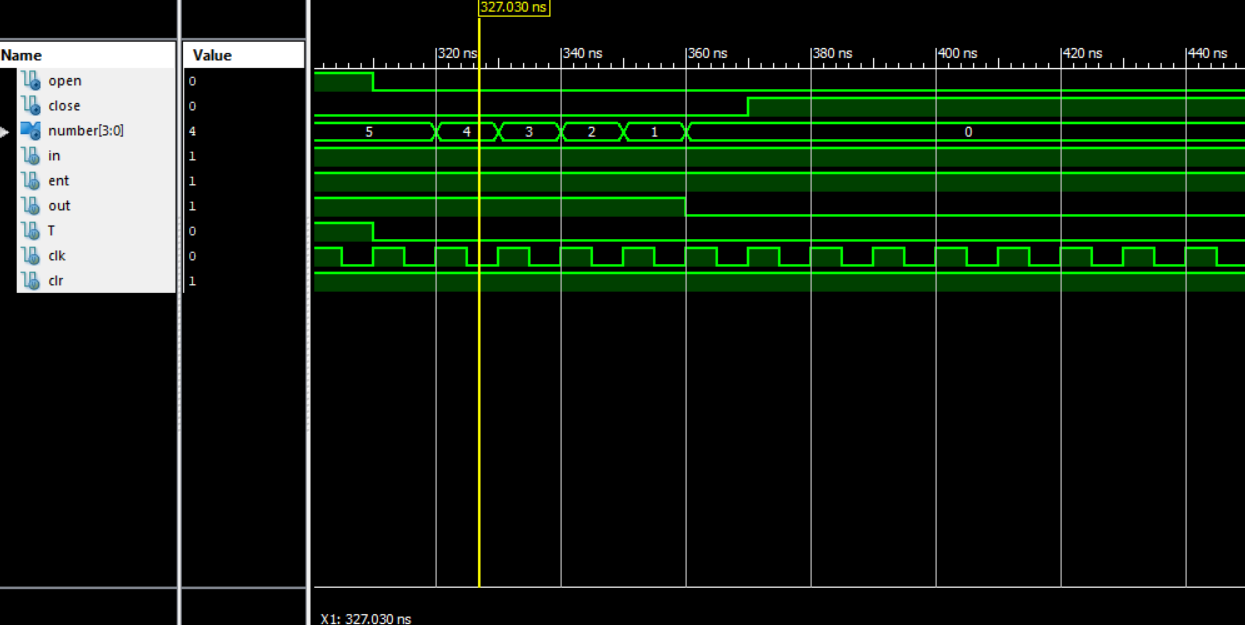 327.030 ns
Name Value
320 ns 340 ns 360 ns 380 ns 400 ns 420 ns 440 ns
open 0
close 0
number[3:0] 4 5 4 3 2 1 0
in 1
ent 1
out 1
T 0
clk 0
clr 1
X1: 327.030 ns